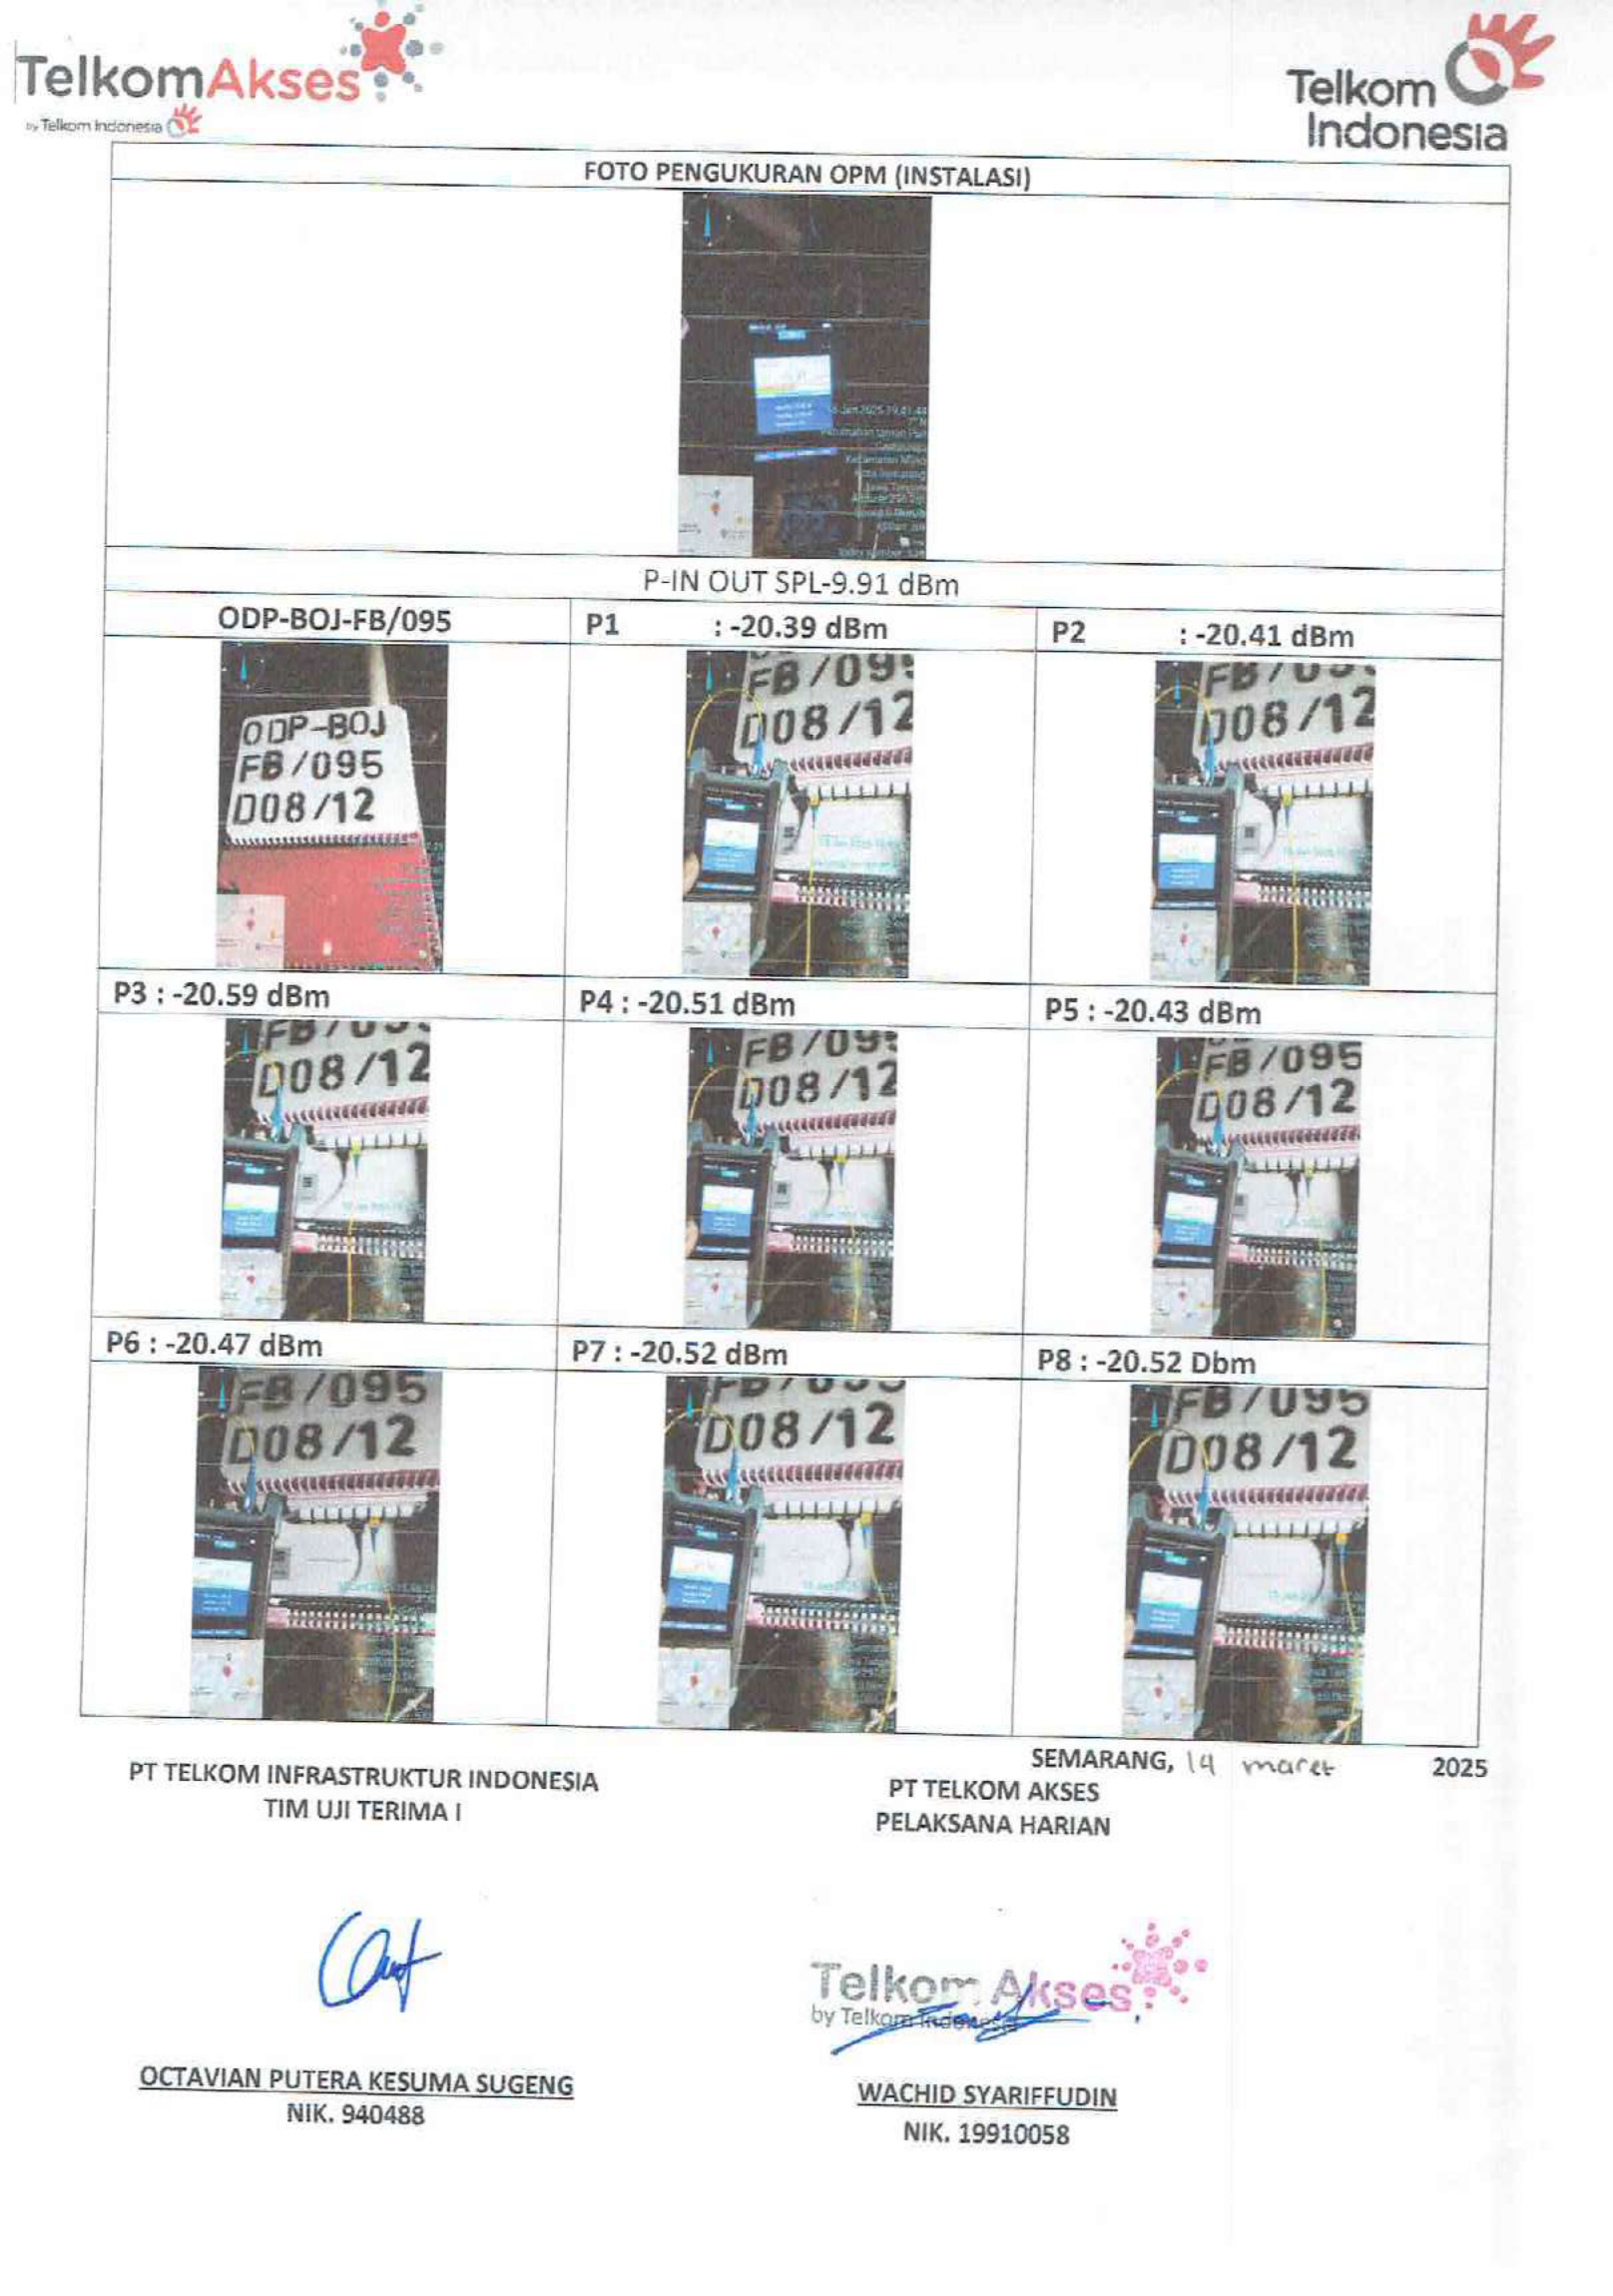 TelkomAkses
by Telkom Indonesia
Telkom
Indonesia
FOTO PENGUKURAN OPM (INSTALASI)
P-IN OUT SPL-9.91 dBm
ODP-BOJ-FB/095
P1 : -20.39 dBm
P2 : -20.41 dBm
ODP-BOJ
FB/095
D08/12
FB/09
D08/12
FB/
D08/12
P3 : -20.59 dBm
P4 : -20.51 dBm
P5 : -20.43 dBm
FB/
D08/12
FB/09
D08/12
FB/095
D08/12
P6 : -20.47 dBm
P7 : -20.52 dBm
P8 : -20.52 Dbm
FB/095
D08/12
D08/12
FB/095
D08/12
SEMARANG, 14 maret 2025
PT TELKOM INFRASTRUKTUR INDONESIA
TIM UJI TERIMA I
PT TELKOM AKSES
PELAKSANA HARIAN
Telkom Akses
by Telkom Indonesia
OCTAVIAN PUTERA KESUMA SUGENG
NIK. 940488
WACHID SYARIFFUDIN
NIK. 19910058